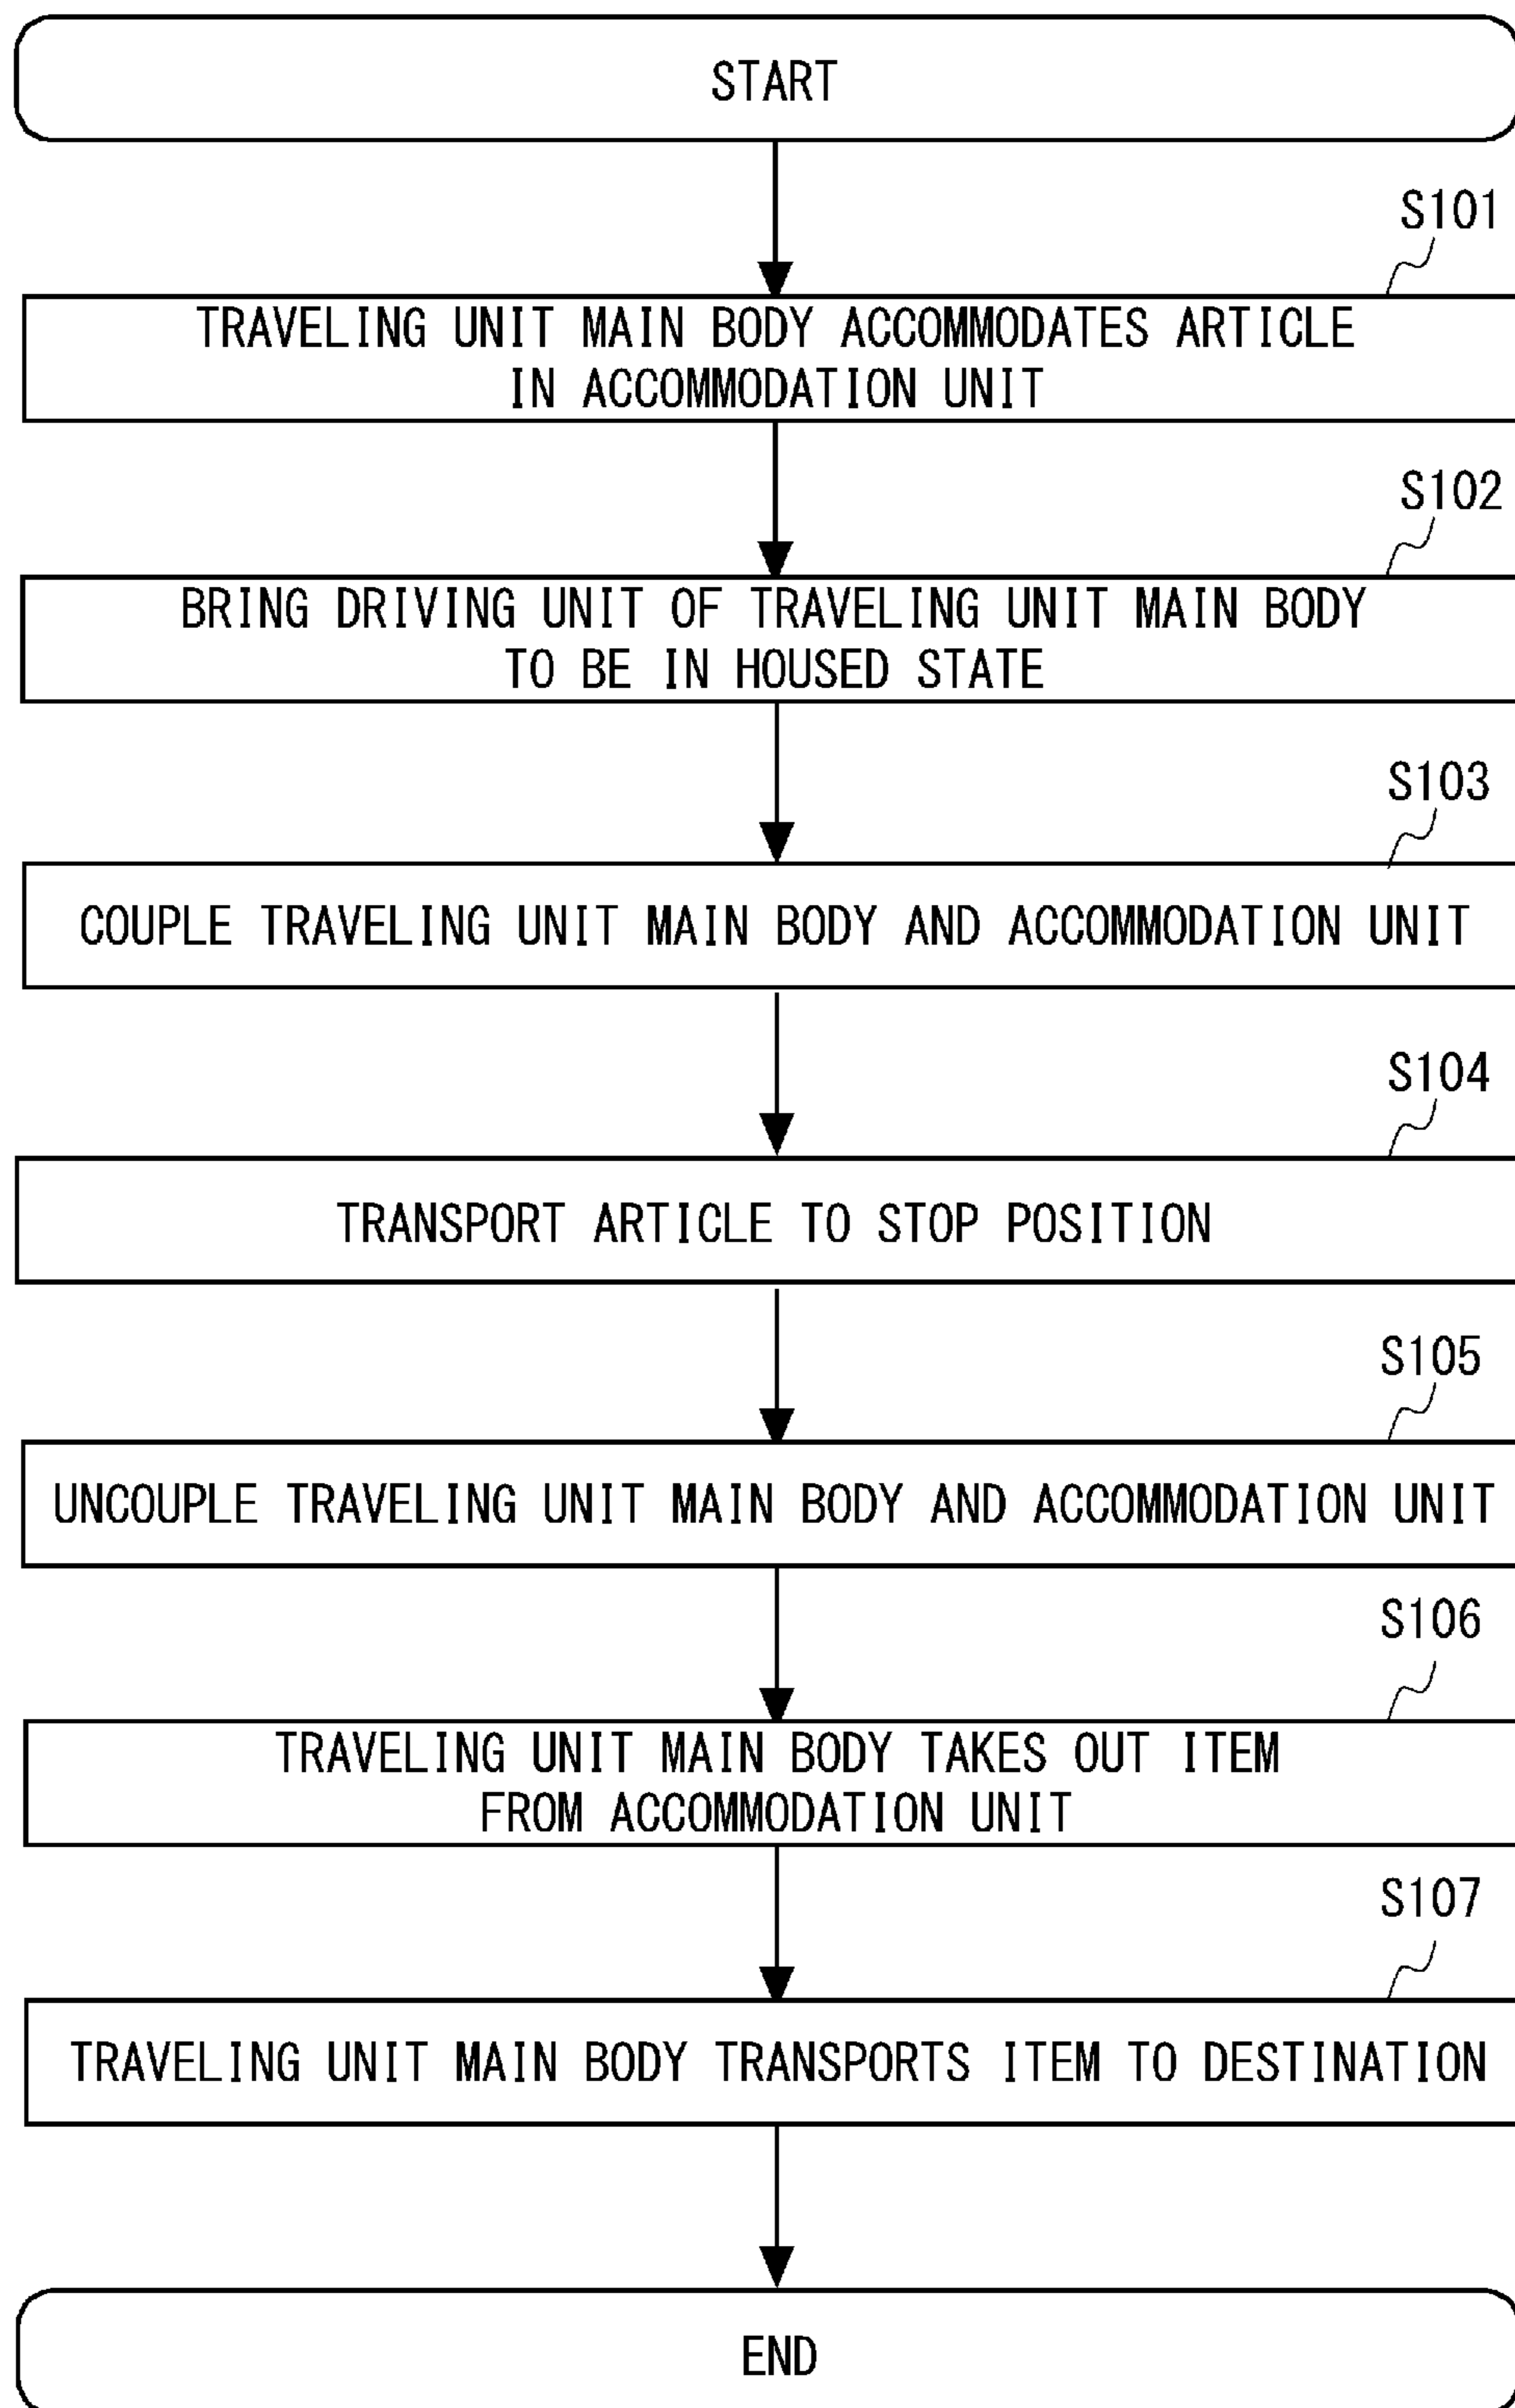 START
S101
TRAVELING UNIT MAIN BODY ACCOMMODATES ARTICLE
IN ACCOMMODATION UNIT
S102
BRING DRIVING UNIT OF TRAVELING UNIT MAIN BODY
TO BE IN HOUSED STATE
S103
COUPLE TRAVELING UNIT MAIN BODY AND ACCOMMODATION UNIT
S104
TRANSPORT ARTICLE TO STOP POSITION
S105
UNCOUPLE TRAVELING UNIT MAIN BODY AND ACCOMMODATION UNIT
S106
TRAVELING UNIT MAIN BODY TAKES OUT ITEM
FROM ACCOMMODATION UNIT
S107
TRAVELING UNIT MAIN BODY TRANSPORTS ITEM TO DESTINATION
END